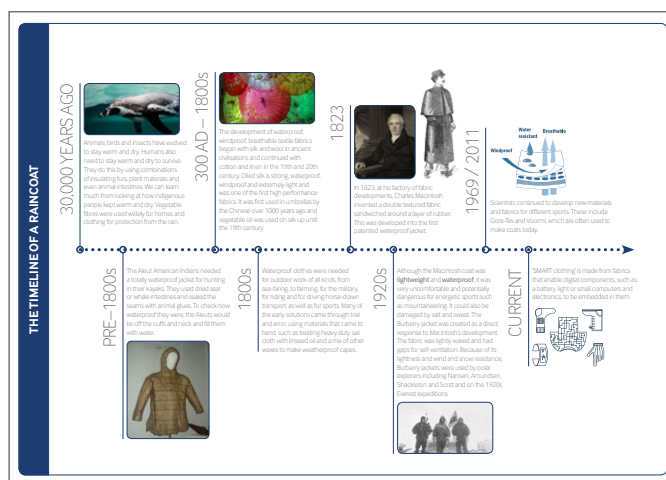 THE TIMELINE OF A RAINCOAT
30,000 YEARS AGO
Animals, birds and insects have evolved
to stay warm and dry. Humans also
need to stay warm and dry to survive.
They do this by using combinations
of insulating furs, plant materials and
even animal intestines. We can learn
much from looking at how indigenous
people kept warm and dry. Vegetable
fibres were used widely for homes and
clothing for protection from the rain.
PRE–1800s
The Aleut American Indians needed
a totally waterproof jacket for hunting
in their kayaks. They used dried seal
or whale intestines and sealed the
seams with animal glues. To check how
waterproof they were, the Aleuts would
tie off the cuffs and neck and fill them
with water.
300 AD – 1800s
The development of waterproof,
windproof, breathable textile fabrics
began with silk and wool in ancient
civilisations and continued with
cotton and linen in the 19th and 20th
century. Oiled silk is strong, waterproof,
windproof and extremely light and
was one of the first high performance
fabrics. It was first used in umbrellas by
the Chinese over 1000 years ago and
vegetable oil was used on silk up until
the 19th century.
1800s
Waterproof clothes were needed
for outdoor work of all kinds, from
sea-faring, to farming, for the military,
for riding and for driving horse-drawn
transport, as well as for sports. Many of
the early solutions came through trial
and error, using materials that came to
hand, such as treating heavy duty sail
cloth with linseed oil and a mix of other
waxes to make weatherproof capes.
1823
In 1823, at his factory of fabric
developments, Charles Macintosh
invented a double textured fabric
sandwiched around a layer of rubber.
This was developed into the first
patented waterproof jacket.
1920s
Although the Macintosh coat was
lightweight and waterproof, it was
very uncomfortable and potentially
dangerous for energetic sports such
as mountaineering. It could also be
damaged by salt and sweat. The
Burberry jacket was created as a direct
response to Macintosh's development.
The fabric was lightly waxed and had
gaps for self-ventilation. Because of its
lightness and wind and snow resistance,
Burberry jackets were used by polar
explorers including Nansen, Amundsen,
Shackleton and Scott and on the 1920s
Everest expeditions.
1969 / 2011
Water
resistant
Breathable
Windproof
Scientists continued to develop new materials
and fabrics for different sports. These include
Gore-Tex and Voormi, which are often used to
make coats today.
CURRENT
'SMART clothing' is made from fabrics
that enable digital components, such as
a battery, light or small computers and
electronics, to be embedded in them.